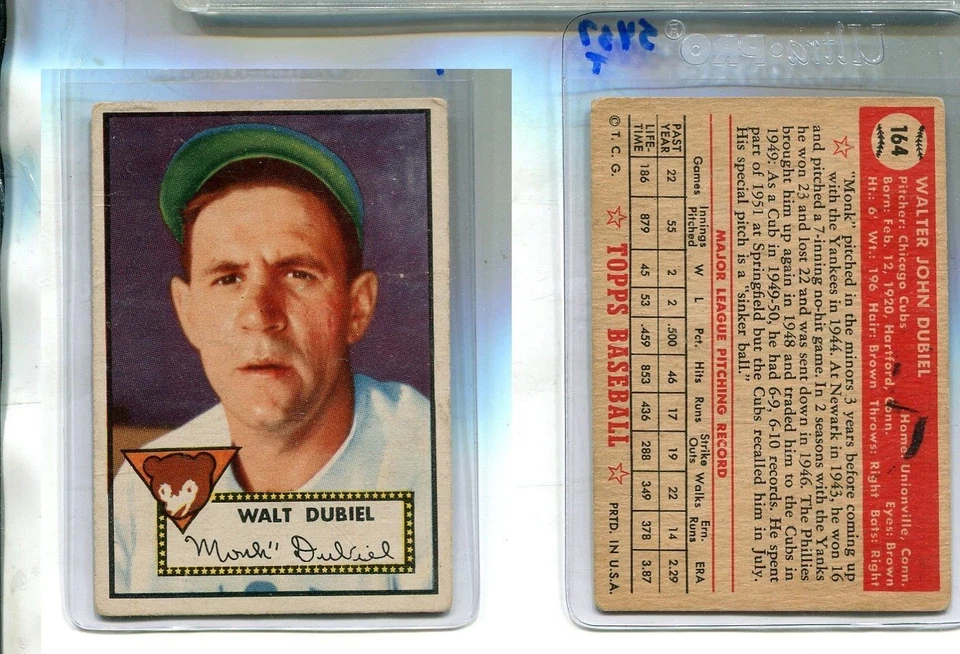 WALT DUBIEL
"Monk" Dubiel
5437
T
Ultra·PRO®
164
WALTER JOHN DUBIEL
Pitcher: Chicago Cubs Home: Unionville, Conn.
Born: Feb. 12, 1920, Hartford, Conn. Eyes: Brown
Ht.: 6' Wt.: 196 Hair: Brown Throws: Right Bats: Right
"Monk" pitched in the minors 3 years before coming up
with the Yankees in 1944. At Newark in 1943, he won 16
and pitched a 7-inning no-hit game. In 2 seasons with the Yanks
he won 23 and lost 22 and was sent down in 1946. The Phillies
brought him up again in 1948 and traded him to the Cubs in
1949: As a Cub in 1949-50, he had 6-9, 6-10 records. He spent
part of 1951 at Springfield but the Cubs recalled him in July.
His special pitch is a "sinker ball."
MAJOR LEAGUE PITCHING RECORD
Games Innings Pitched W L Pct. Hits Runs Strike Outs Walks Ern. Runs ERA
PAST YEAR 22 55 2 2 .500 46 17 19 22 14 2.29
LIFE-TIME 186 879 45 53 .459 853 436 288 349 378 3.87
© T. C. G. TOPPS BASEBALL PRTD. IN U.S.A.